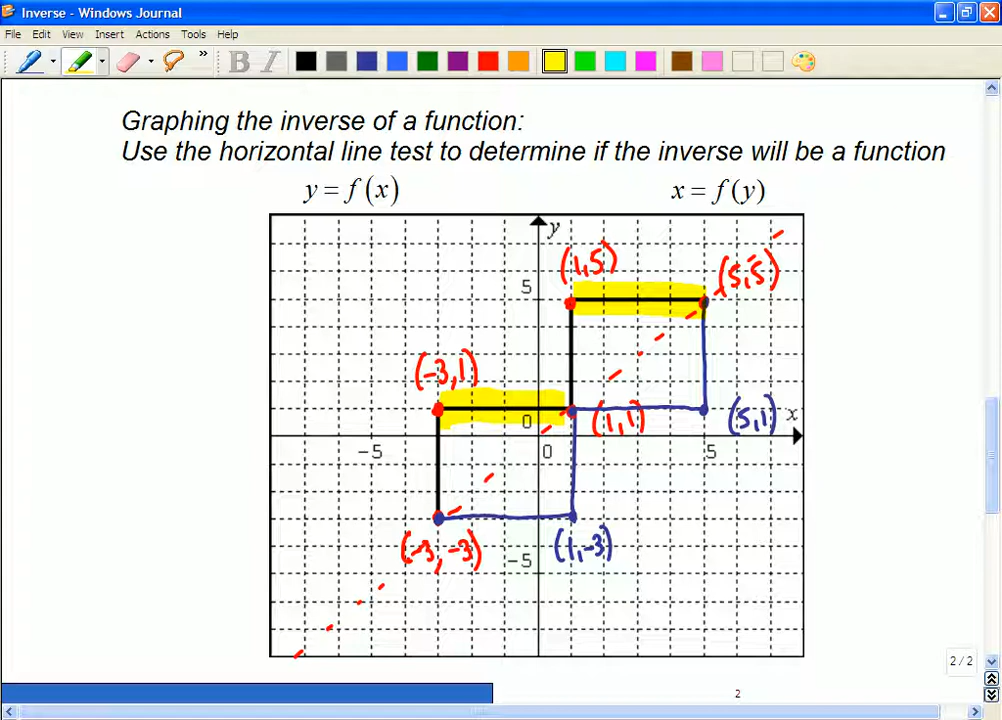 Inverse - Windows Journal
File Edit View Insert Actions Tools Help
B I
Graphing the inverse of a function:
Use the horizontal line test to determine if the inverse will be a function
y = f(x) x = f(y)
y
(1,5) (5,5)
5
(-3,1)
0 (1,1) (5,1) x
-5 0 5
(-3,-3) (1,-3)
-5
2 / 2
2